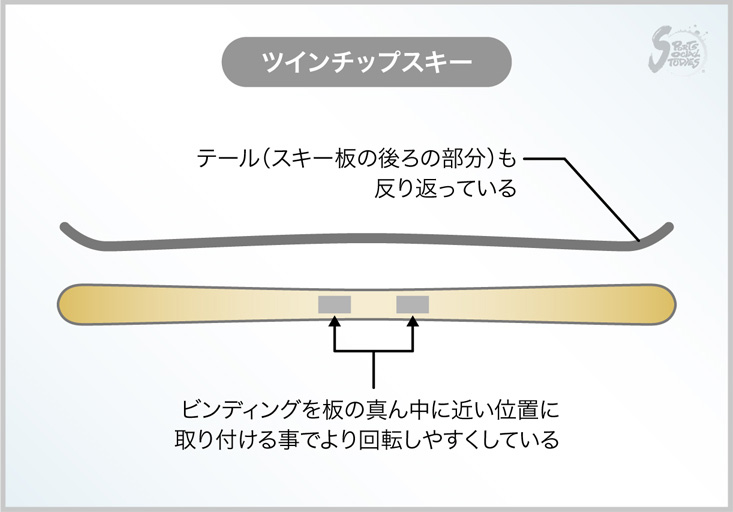 ツインチップスキー
SPORTS
SOCIAL
STORIES
テール（スキー板の後ろの部分）も
反り返っている
ビンディングを板の真ん中に近い位置に
取り付ける事でより回転しやすくしている